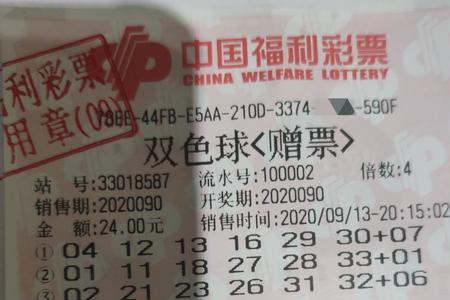 中国福利彩票
CHINA WELFARE LOTTERY
利彩票
用章(09)
78EE-44FB-E5AA-210D-3374- -590F
双色球<赠票>
站 号:33018587 流水号:100002 倍数:4
销售期:2020090 开奖期:2020090
金 额:24.00元 销售时间:2020/09/13-20:15:02
① 04 12 13 16 29 30+07
② 01 11 18 27 28 33+01
③ 02 21 23 26 31 32+06